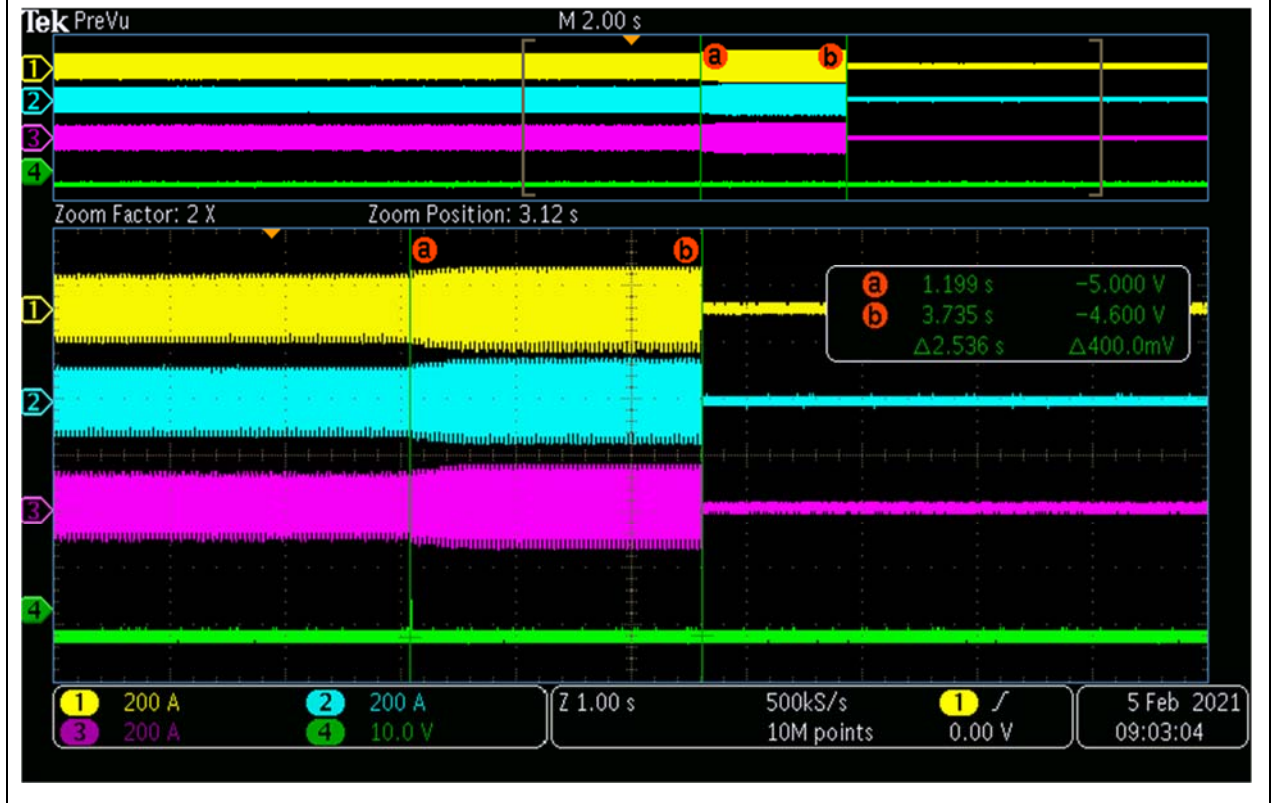 Tek PreVu M 2.00 s
a b
1
2
3
4
Zoom Factor: 2 X Zoom Position: 3.12 s
a b
a 1.199 s −5.000 V
b 3.735 s −4.600 V
△2.536 s △400.0mV
1
2
3
4
1 200 A 2 200 A Z 1.00 s 500kS/s 1 5 Feb 2021
3 200 A 4 10.0 V 10M points 0.00 V 09:03:04